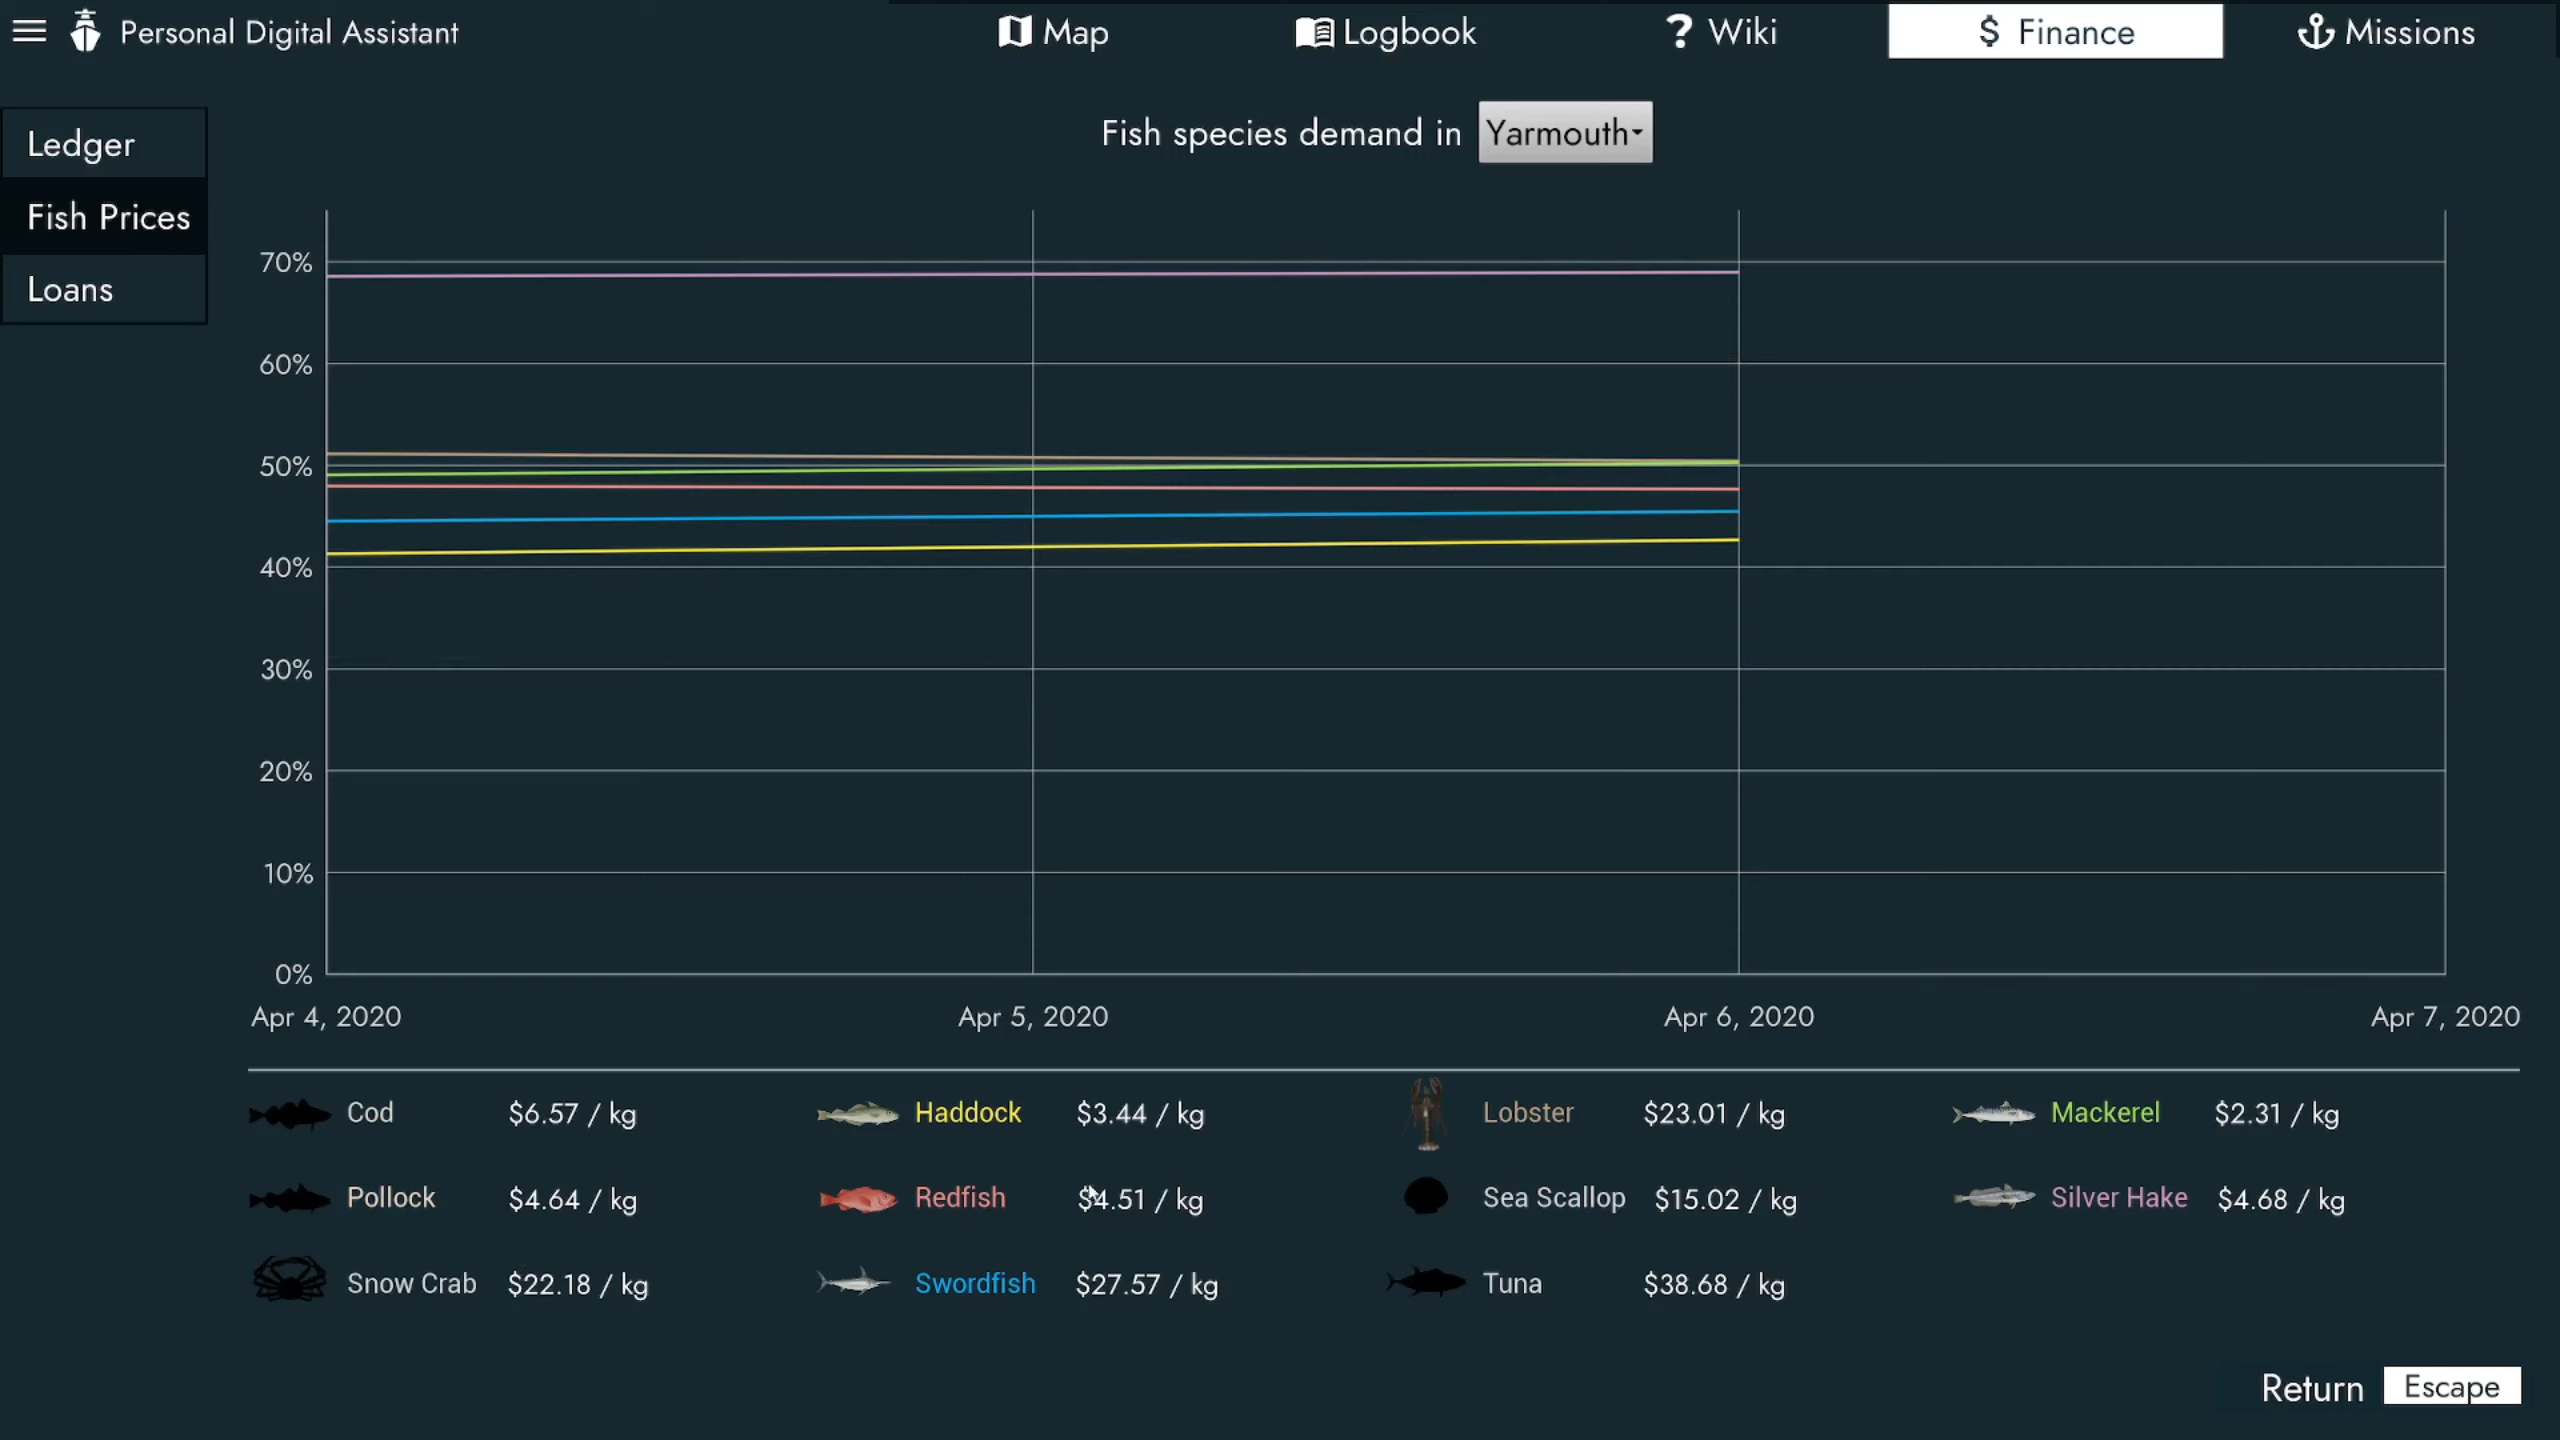 Personal Digital Assistant
Map
Logbook
? Wiki
$ Finance
Missions
Ledger
Fish Prices
Loans
Fish species demand in Yarmouth
70%
60%
50%
40%
30%
20%
10%
0%
Apr 4, 2020
Apr 5, 2020
Apr 6, 2020
Apr 7, 2020
Cod $6.57 / kg
Haddock $3.44 / kg
Lobster $23.01 / kg
Mackerel $2.31 / kg
Pollock $4.64 / kg
Redfish $4.51 / kg
Sea Scallop $15.02 / kg
Silver Hake $4.68 / kg
Snow Crab $22.18 / kg
Swordfish $27.57 / kg
Tuna $38.68 / kg
Return Escape